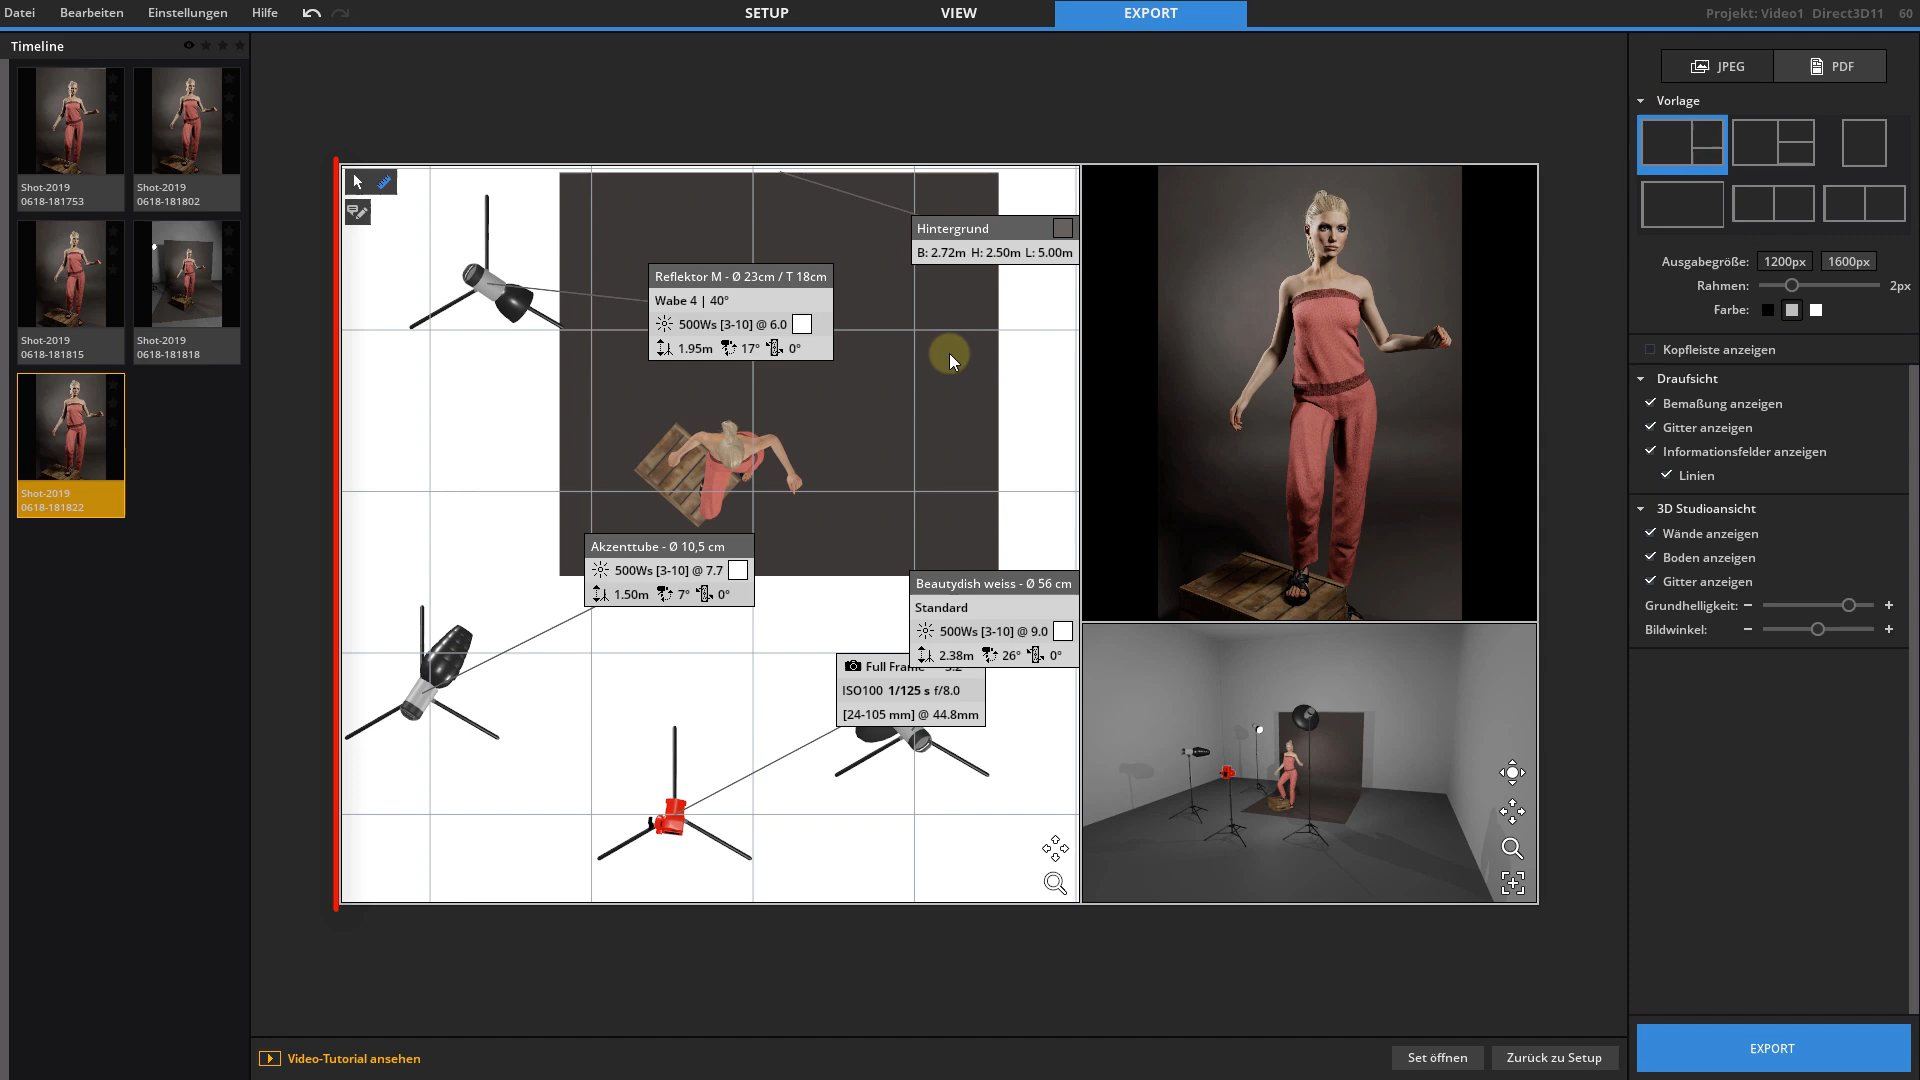 Datei Bearbeiten Einstellungen Hilfe SETUP VIEW EXPORT Projekt: Video1 Direct3D11 60
Timeline
Shot-2019
0618-181753
Shot-2019
0618-181802
Shot-2019
0618-181815
Shot-2019
0618-181818
Shot-2019
0618-181822
Hintergrund
B: 2.72m H: 2.50m L: 5.00m
Reflektor M - Ø 23cm / T 18cm
Wabe 4 | 40°
500Ws [3-10] @ 6.0
1.95m 17° 0°
Akzenttube - Ø 10,5 cm
500Ws [3-10] @ 7.7
1.50m 7° 0°
Beautydish weiss - Ø 56 cm
Standard
500Ws [3-10] @ 9.0
2.38m 26° 0°
Full Frame
ISO100 1/125 s f/8.0
[24-105 mm] @ 44.8mm
JPEG PDF
Vorlage
Ausgabegröße: 1200px 1600px
Rahmen: 2px
Farbe:
Kopfleiste anzeigen
Draufsicht
Bemaßung anzeigen
Gitter anzeigen
Informationsfelder anzeigen
Linien
3D Studioansicht
Wände anzeigen
Boden anzeigen
Gitter anzeigen
Grundhelligkeit: - +
Bildwinkel: - +
Video-Tutorial ansehen
Set öffnen Zurück zu Setup EXPORT